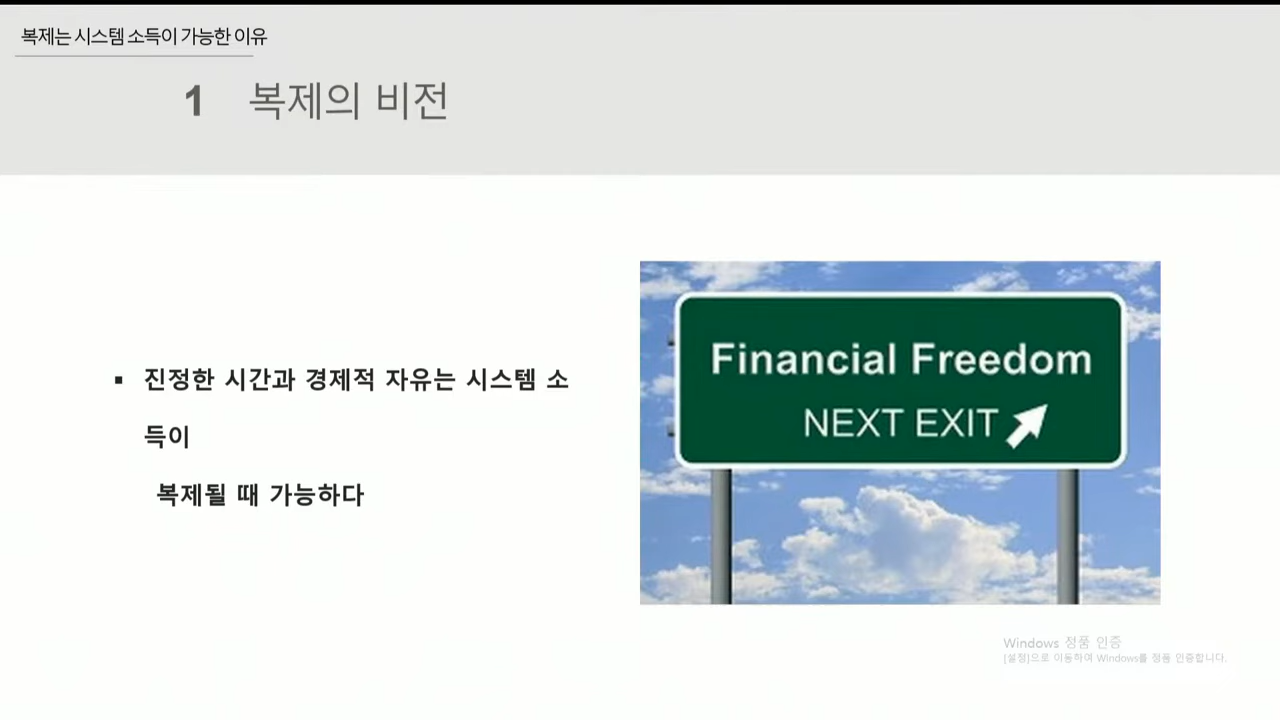 복제는 시스템 소득이 가능한 이유
1 복제의 비전
▪ 진정한 시간과 경제적 자유는 시스템 소
득이
복제될 때 가능하다
Financial Freedom
NEXT EXIT
Windows 정품 인증
[설정]으로 이동하여 Windows를 정품 인증합니다.